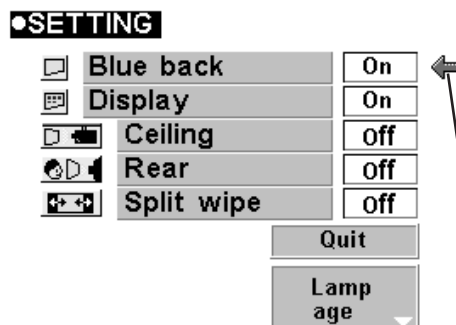 ●SETTING
Blue back On
Display On
Ceiling Off
Rear Off
Split wipe Off
Quit
Lamp
age